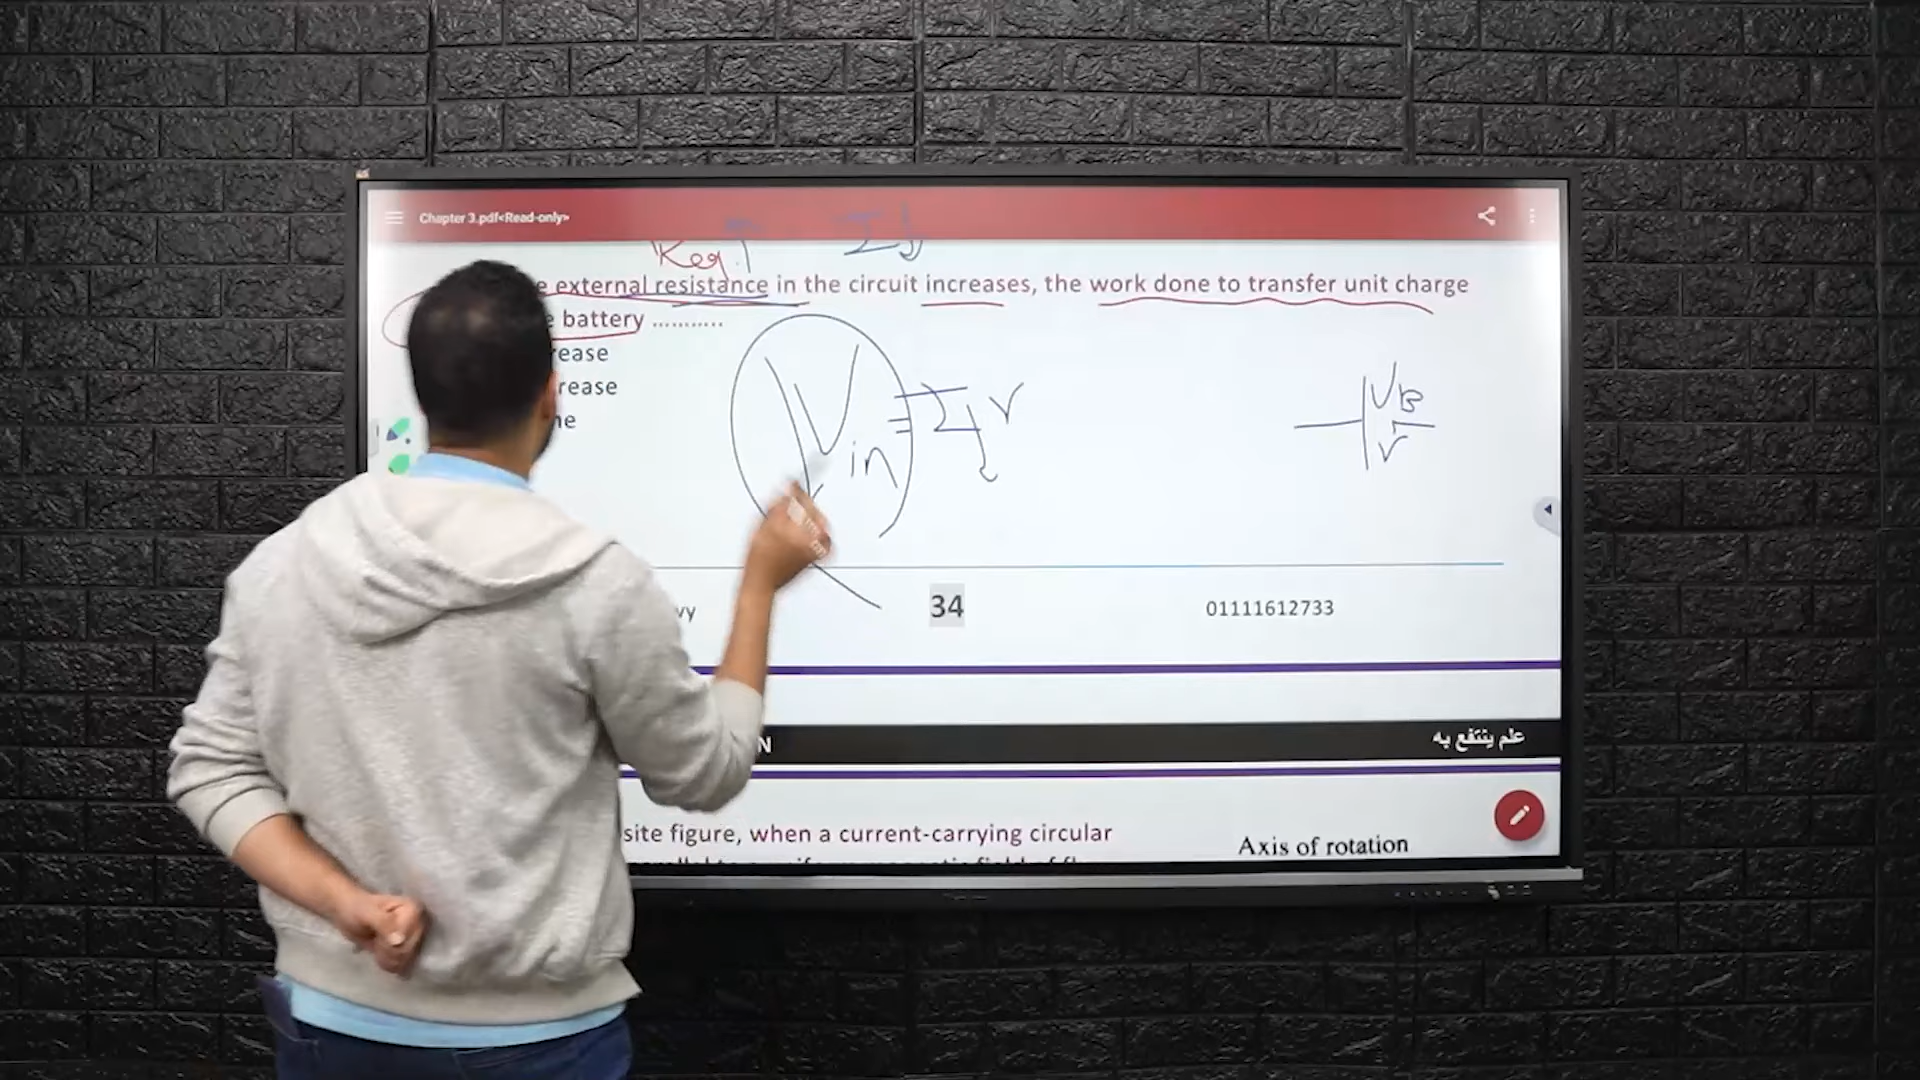 Chapter 3.pdf<Read-only>
Req. I
e external resistance in the circuit increases, the work done to transfer unit charge
e battery ...........
rease
rease
ne
Vin = I r
VB
r
vy 34 01111612733
N علم ينتفع به
site figure, when a current-carrying circular
Axis of rotation